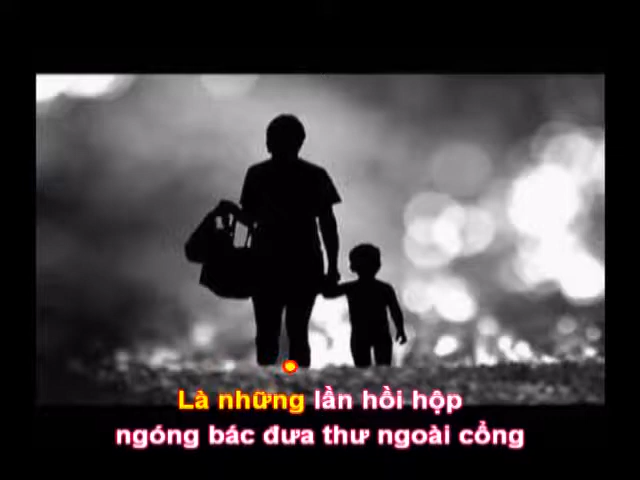 Là những lần hồi hộp
ngóng bác đưa thư ngoài cổng